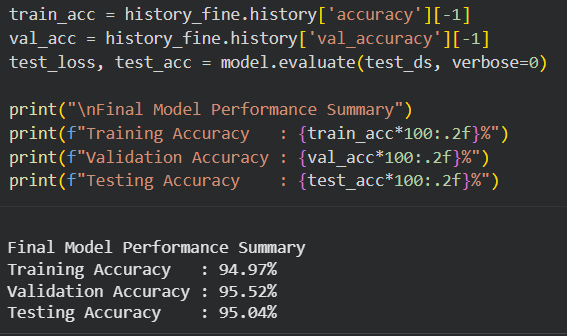 train_acc = history_fine.history['accuracy'][-1]
val_acc = history_fine.history['val_accuracy'][-1]
test_loss, test_acc = model.evaluate(test_ds, verbose=0)

print("\nFinal Model Performance Summary")
print(f"Training Accuracy   : {train_acc*100:.2f}%")
print(f"Validation Accuracy : {val_acc*100:.2f}%")
print(f"Testing Accuracy    : {test_acc*100:.2f}%")

Final Model Performance Summary
Training Accuracy   : 94.97%
Validation Accuracy : 95.52%
Testing Accuracy    : 95.04%